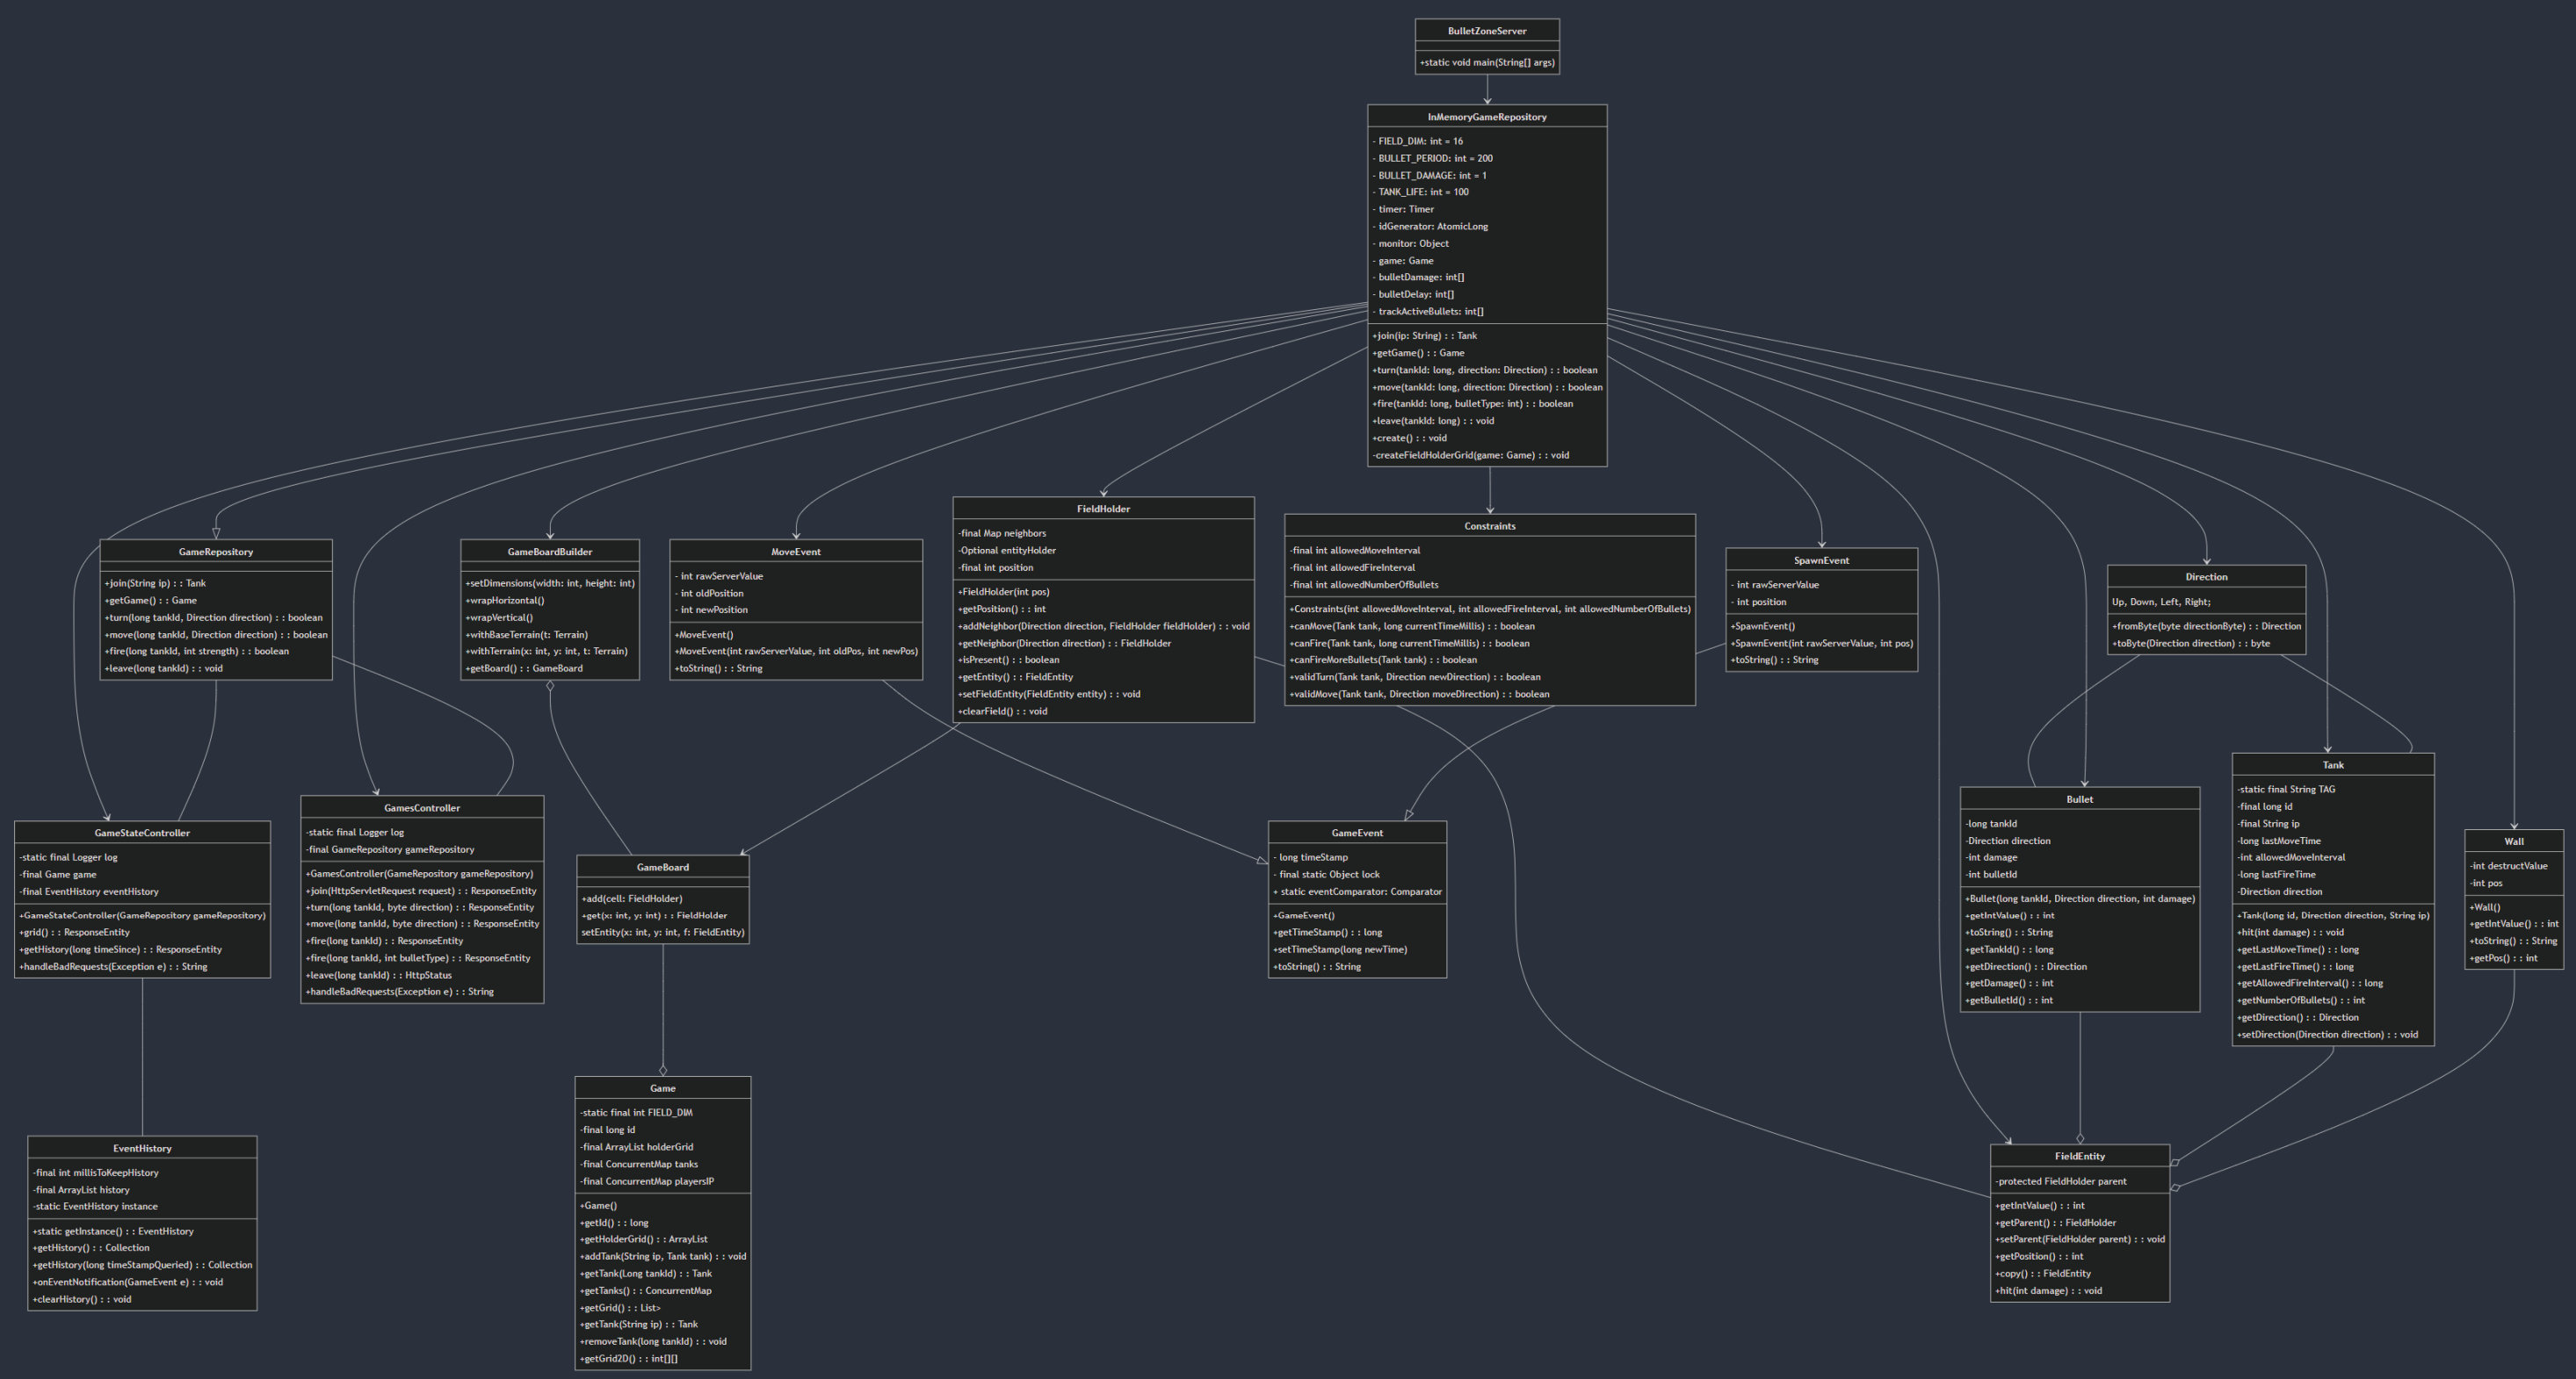 BulletZoneServer
+static void main(String[] args)
InMemoryGameRepository
- FIELD_DIM: int = 16
- BULLET_PERIOD: int = 200
- BULLET_DAMAGE: int = 1
- TANK_LIFE: int = 100
- timer: Timer
- idGenerator: AtomicLong
- monitor: Object
- game: Game
- bulletDamage: int[]
- bulletDelay: int[]
- trackActiveBullets: int[]
+join(ip: String) : : Tank
+getGame() : : Game
+turn(tankId: long, direction: Direction) : : boolean
+move(tankId: long, direction: Direction) : : boolean
+fire(tankId: long, bulletType: int) : : boolean
+leave(tankId: long) : : void
+create() : : void
-createFieldHolderGrid(game: Game) : : void
GameRepository
+join(String ip) : : Tank
+getGame() : : Game
+turn(long tankId, Direction direction) : : boolean
+move(long tankId, Direction direction) : : boolean
+fire(long tankId, int strength) : : boolean
+leave(long tankId) : : void
GameBoardBuilder
+setDimensions(width: int, height: int)
+wrapHorizontal()
+wrapVertical()
+withBaseTerrain(t: Terrain)
+withTerrain(x: int, y: int, t: Terrain)
+getBoard() : : GameBoard
MoveEvent
- int rawServerValue
- int oldPosition
- int newPosition
+MoveEvent()
+MoveEvent(int rawServerValue, int oldPos, int newPos)
+toString() : : String
FieldHolder
-final Map neighbors
-Optional entityHolder
-final int position
+FieldHolder(int pos)
+getPosition() : : int
+addNeighbor(Direction direction, FieldHolder fieldHolder) : : void
+getNeighbor(Direction direction) : : FieldHolder
+isPresent() : : boolean
+getEntity() : : FieldEntity
+setFieldEntity(FieldEntity entity) : : void
+clearField() : : void
Constraints
-final int allowedMoveInterval
-final int allowedFireInterval
-final int allowedNumberOfBullets
+Constraints(int allowedMoveInterval, int allowedFireInterval, int allowedNumberOfBullets)
+canMove(Tank tank, long currentTimeMillis) : : boolean
+canFire(Tank tank, long currentTimeMillis) : : boolean
+canFireMoreBullets(Tank tank) : : boolean
+validTurn(Tank tank, Direction newDirection) : : boolean
+validMove(Tank tank, Direction moveDirection) : : boolean
SpawnEvent
- int rawServerValue
- int position
+SpawnEvent()
+SpawnEvent(int rawServerValue, int pos)
+toString() : : String
Direction
Up, Down, Left, Right;
+fromByte(byte directionByte) : : Direction
+toByte(Direction direction) : : byte
GameStateController
-static final Logger log
-final Game game
-final EventHistory eventHistory
+GameStateController(GameRepository gameRepository)
+grid() : : ResponseEntity
+getHistory(long timeSince) : : ResponseEntity
+handleBadRequests(Exception e) : : String
GamesController
-static final Logger log
-final GameRepository gameRepository
+GamesController(GameRepository gameRepository)
+join(HttpServletRequest request) : : ResponseEntity
+turn(long tankId, byte direction) : : ResponseEntity
+move(long tankId, byte direction) : : ResponseEntity
+fire(long tankId) : : ResponseEntity
+fire(long tankId, int bulletType) : : ResponseEntity
+leave(long tankId) : : HttpStatus
+handleBadRequests(Exception e) : : String
GameBoard
+add(cell: FieldHolder)
+get(x: int, y: int) : : FieldHolder
setEntity(x: int, y: int, f: FieldEntity)
GameEvent
- long timeStamp
- final static Object lock
+ static eventComparator: Comparator
+GameEvent()
+getTimeStamp() : : long
+setTimeStamp(long newTime)
+toString() : : String
Bullet
-long tankId
-Direction direction
-int damage
-int bulletId
+Bullet(long tankId, Direction direction, int damage)
+getIntValue() : : int
+toString() : : String
+getTankId() : : long
+getDirection() : : Direction
+getDamage() : : int
+getBulletId() : : int
Tank
-static final String TAG
-final long id
-final String ip
-long lastMoveTime
-int allowedMoveInterval
-long lastFireTime
-Direction direction
+Tank(long id, Direction direction, String ip)
+hit(int damage) : : void
+getLastMoveTime() : : long
+getLastFireTime() : : long
+getAllowedFireInterval() : : long
+getNumberOfBullets() : : int
+getDirection() : : Direction
+setDirection(Direction direction) : : void
Wall
-int destructValue
-int pos
+Wall()
+getIntValue() : : int
+toString() : : String
+getPos() : : int
EventHistory
-final int millisToKeepHistory
-final ArrayList history
-static EventHistory instance
+static getInstance() : : EventHistory
+getHistory() : : Collection
+getHistory(long timeStampQueried) : : Collection
+onEventNotification(GameEvent e) : : void
+clearHistory() : : void
Game
-static final int FIELD_DIM
-final long id
-final ArrayList holderGrid
-final ConcurrentMap tanks
-final ConcurrentMap playersIP
+Game()
+getId() : : long
+getHolderGrid() : : ArrayList
+addTank(String ip, Tank tank) : : void
+getTank(Long tankId) : : Tank
+getTanks() : : ConcurrentMap
+getGrid() : : List>
+getTank(String ip) : : Tank
+removeTank(long tankId) : : void
+getGrid2D() : : int[][]
FieldEntity
-protected FieldHolder parent
+getIntValue() : : int
+getParent() : : FieldHolder
+setParent(FieldHolder parent) : : void
+getPosition() : : int
+copy() : : FieldEntity
+hit(int damage) : : void